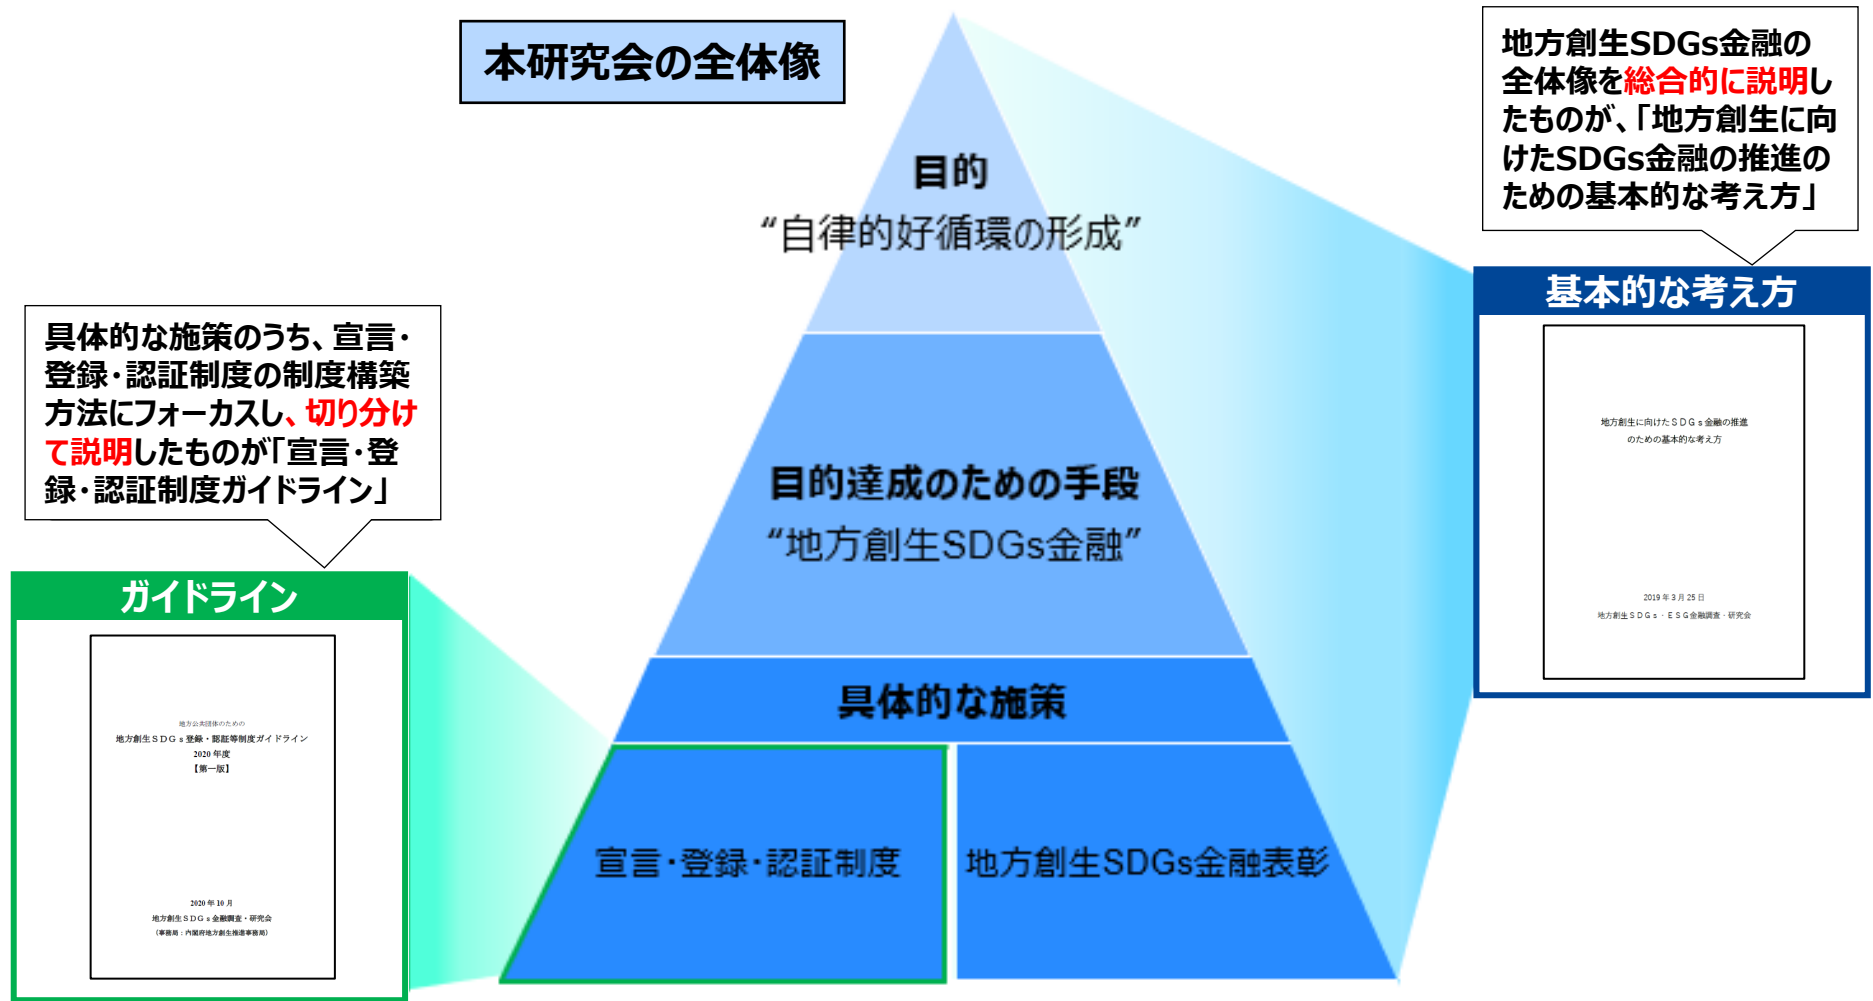 本研究会の全体像
地方創生SDGs金融の
全体像を総合的に説明し
たものが、「地方創生に向
けたSDGs金融の推進の
ための基本的な考え方」
目的
“自律的好循環の形成”
基本的な考え方
地方創生に向けたＳＤＧｓ金融の推進
のための基本的な考え方
2019年3月25日
地方創生ＳＤＧｓ・ＥＳＧ金融調査・研究会
具体的な施策のうち、宣言・
登録・認証制度の制度構築
方法にフォーカスし、切り分け
て説明したものが「宣言・登
録・認証制度ガイドライン」
目的達成のための手段
“地方創生SDGs金融”
ガイドライン
地方公共団体のための
地方創生ＳＤＧｓ登録・認証等制度ガイドライン
2020年度
【第一版】
2020年10月
地方創生ＳＤＧｓ金融調査・研究会
（事務局：内閣府地方創生推進事務局）
具体的な施策
宣言・登録・認証制度
地方創生SDGs金融表彰